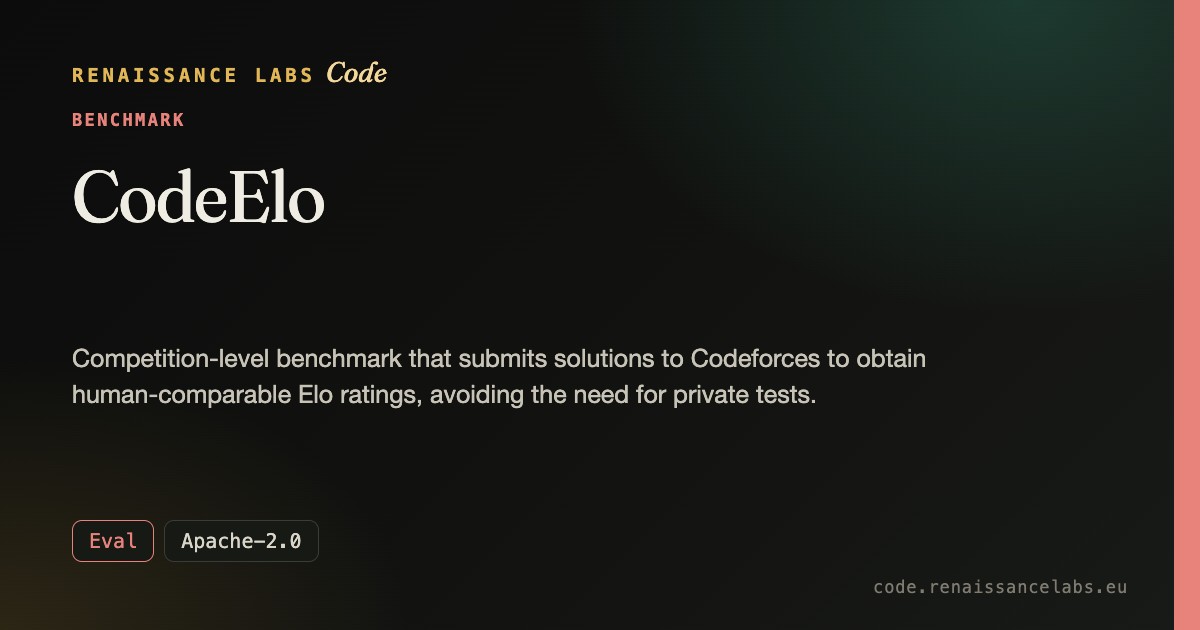 RENAISSANCE LABS Code
BENCHMARK
CodeElo
Competition-level benchmark that submits solutions to Codeforces to obtain
human-comparable Elo ratings, avoiding the need for private tests.
Eval Apache-2.0
code.renaissancelabs.eu